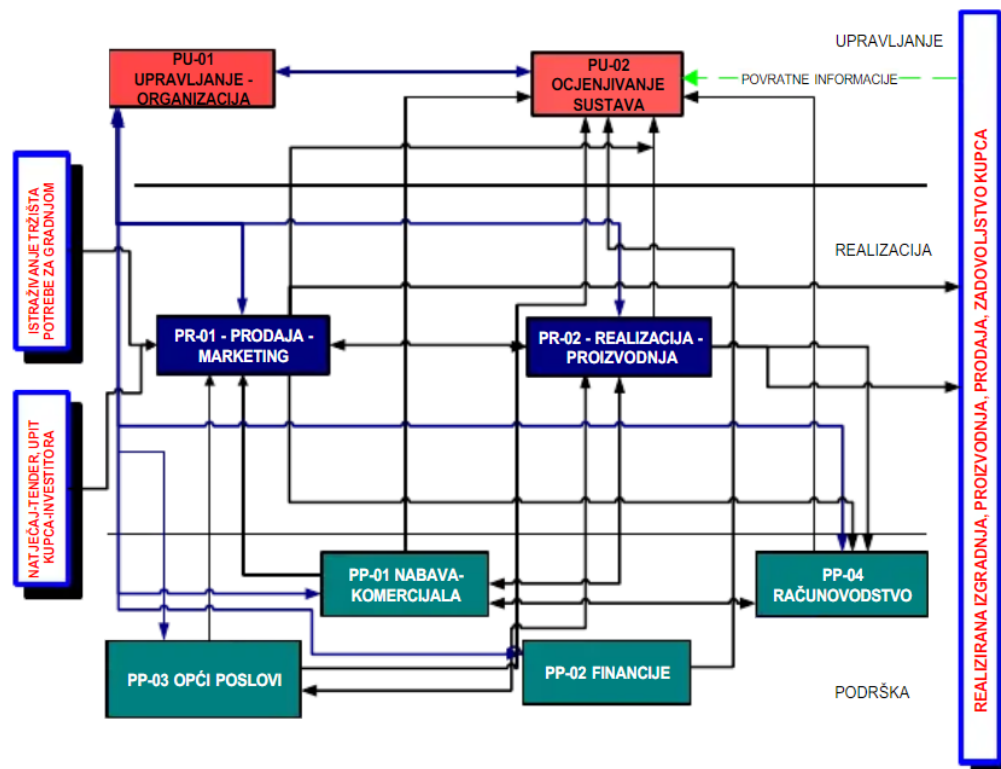 UPRAVLJANJE
PU-01
UPRAVLJANJE -
ORGANIZACIJA
PU-02
OCJENJIVANJE
SUSTAVA
POVRATNE INFORMACIJE
ISTRAŽIVANJE TRŽIŠTA
POTREBE ZA GRADNJOM
REALIZACIJA
PR-01 - PRODAJA -
MARKETING
PR-02 - REALIZACIJA -
PROIZVODNJA
NATJEČAJ-TENDER, UPIT
KUPCA-INVESTITORA
PP-01 NABAVA-
KOMERCIJALA
PP-04
RAČUNOVODSTVO
PP-03 OPĆI POSLOVI
PP-02 FINANCIJE
PODRŠKA
REALIZIRANA IZGRADNJA, PROIZVODNJA, PRODAJA, ZADOVOLJSTVO KUPCA